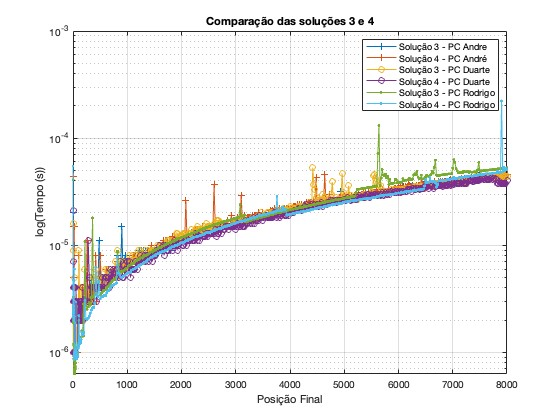 Comparação das soluções 3 e 4
10^-3
10^-4
10^-5
10^-6
log(Tempo (s))
Solução 3 - PC Andre
Solução 4 - PC André
Solução 3 - PC Duarte
Solução 4 - PC Duarte
Solução 3 - PC Rodrigo
Solução 4 - PC Rodrigo
0 1000 2000 3000 4000 5000 6000 7000 8000
Posição Final